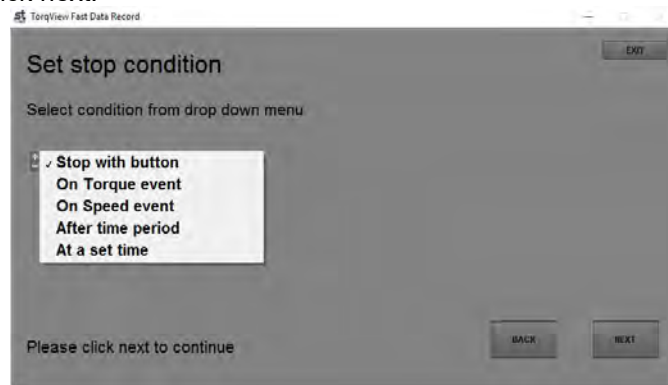 TorqView Fast Data Record
EXIT
Set stop condition
Select condition from drop down menu
✓ Stop with button
On Torque event
On Speed event
After time period
At a set time
Please click next to continue
BACK
NEXT